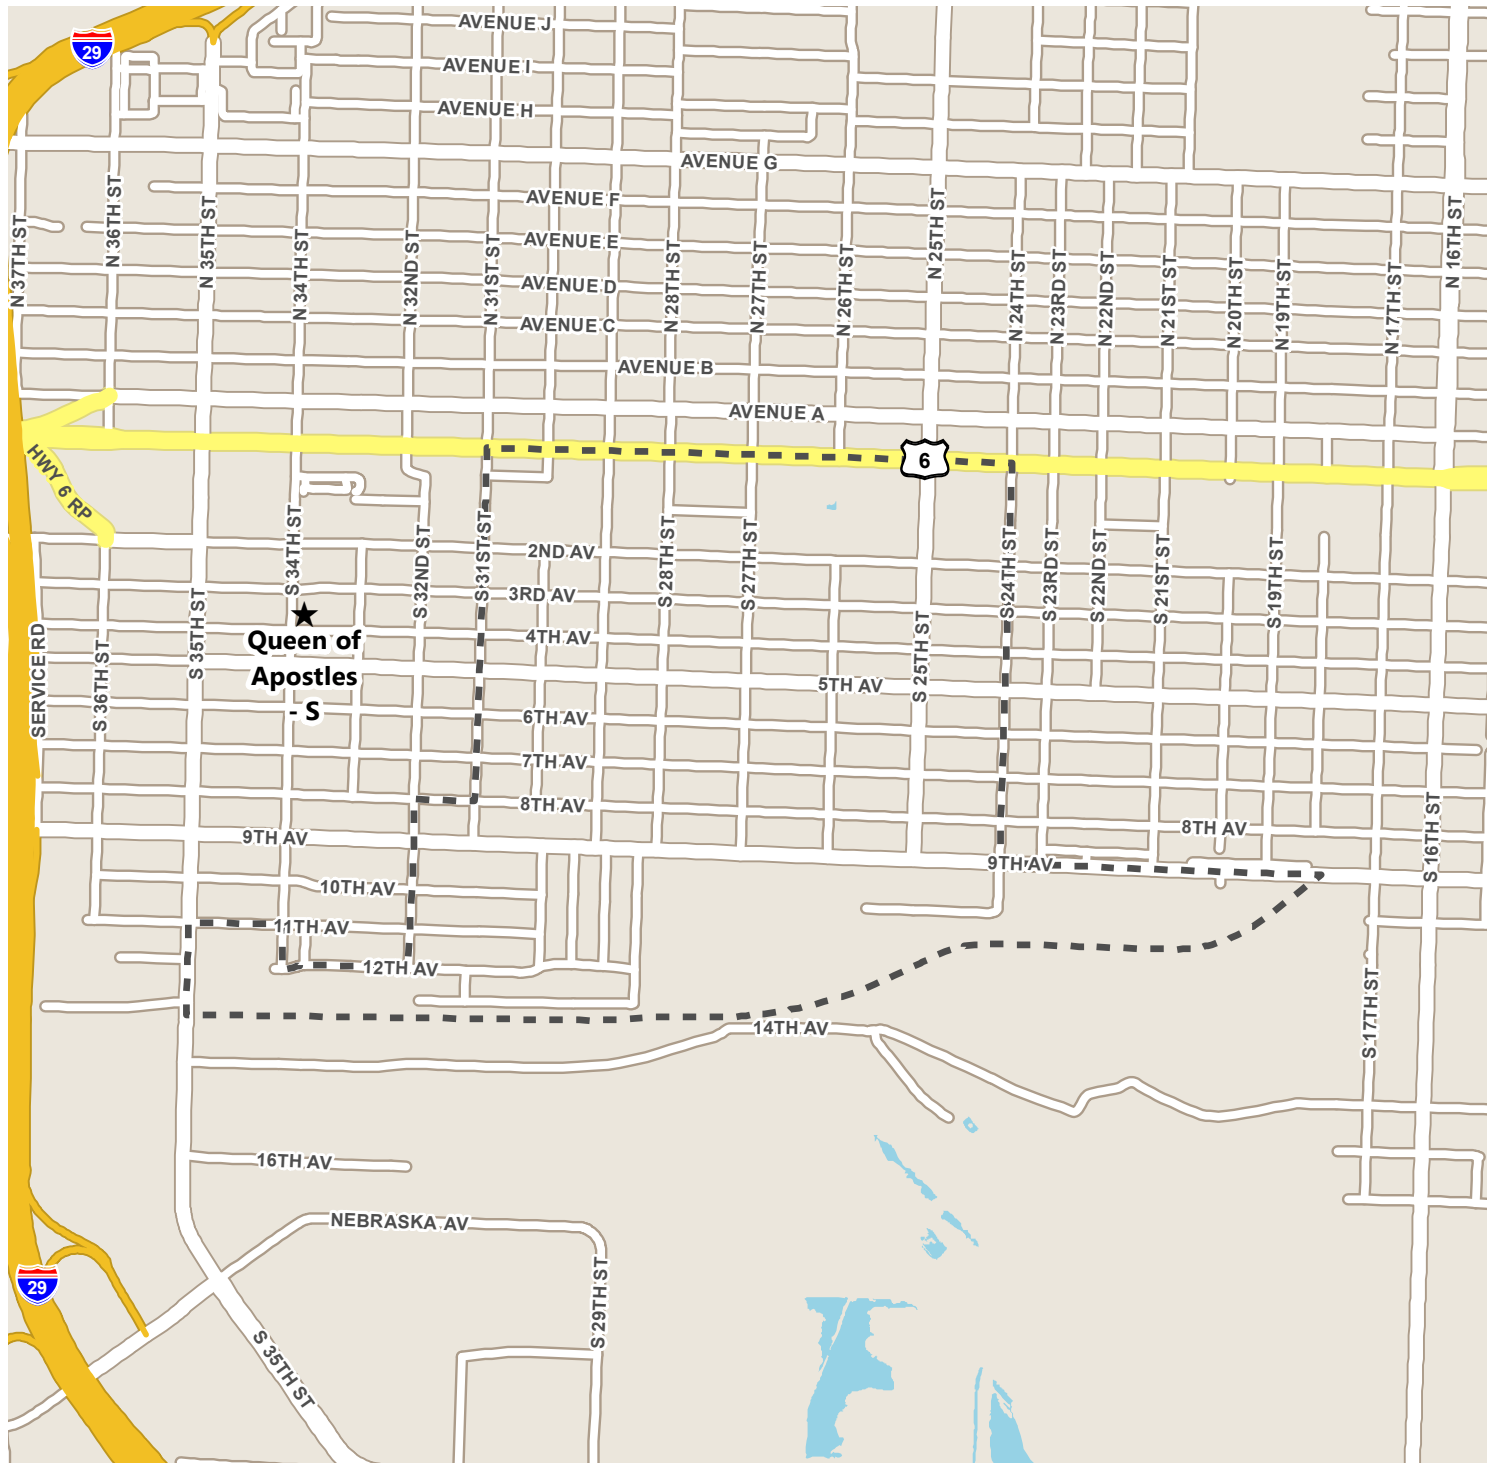 AVENUE J
29
AVENUE I
AVENUE H
AVENUE G
AVENUE F
AVENUE E
AVENUE D
AVENUE C
AVENUE B
AVENUE A
N 37TH ST
N 36TH ST
N 35TH ST
N 34TH ST
N 32ND ST
N 31ST ST
N 28TH ST
N 27TH ST
N 26TH ST
N 25TH ST
N 24TH ST
N 23RD ST
N 22ND ST
N 21ST ST
N 20TH ST
N 19TH ST
N 17TH ST
N 16TH ST
6
HWY 6 RP
2ND AV
3RD AV
4TH AV
5TH AV
6TH AV
7TH AV
8TH AV
8TH AV
9TH AV
9TH AV
10TH AV
11TH AV
12TH AV
14TH AV
16TH AV
NEBRASKA AV
SERVICE RD
S 36TH ST
S 35TH ST
S 34TH ST
S 32ND ST
S 31ST ST
S 28TH ST
S 27TH ST
S 25TH ST
S 24TH ST
S 23RD ST
S 22ND ST
S 21ST ST
S 19TH ST
S 16TH ST
S 17TH ST
S 29TH ST
S 35TH ST
Queen of
Apostles
- S
29